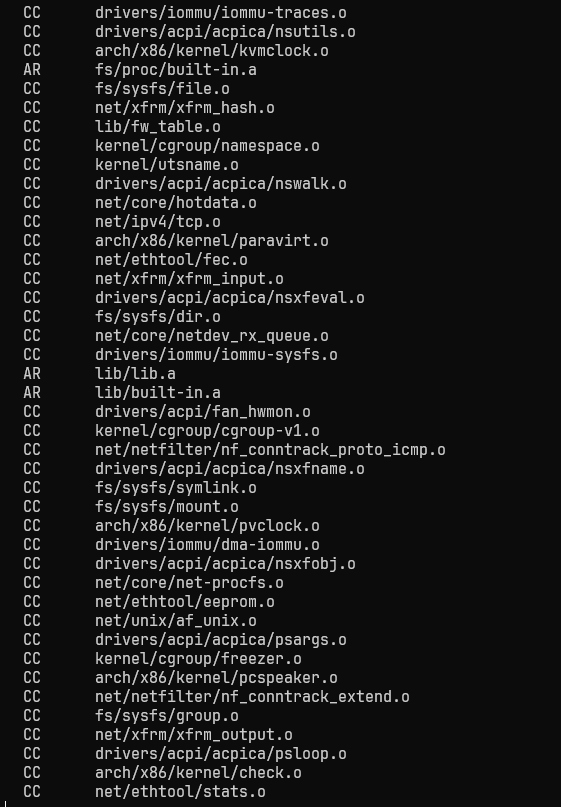 CC drivers/iommu/iommu-traces.o
CC drivers/acpi/acpica/nsutils.o
CC arch/x86/kernel/kvmclock.o
AR fs/proc/built-in.a
CC fs/sysfs/file.o
CC net/xfrm/xfrm_hash.o
CC lib/fw_table.o
CC kernel/cgroup/namespace.o
CC kernel/utsname.o
CC drivers/acpi/acpica/nswalk.o
CC net/core/hotdata.o
CC net/ipv4/tcp.o
CC arch/x86/kernel/paravirt.o
CC net/ethtool/fec.o
CC net/xfrm/xfrm_input.o
CC drivers/acpi/acpica/nsxfeval.o
CC fs/sysfs/dir.o
CC net/core/netdev_rx_queue.o
CC drivers/iommu/iommu-sysfs.o
AR lib/lib.a
AR lib/built-in.a
CC drivers/acpi/fan_hwmon.o
CC kernel/cgroup/cgroup-v1.o
CC net/netfilter/nf_conntrack_proto_icmp.o
CC drivers/acpi/acpica/nsxfname.o
CC fs/sysfs/symlink.o
CC fs/sysfs/mount.o
CC arch/x86/kernel/pvclock.o
CC drivers/iommu/dma-iommu.o
CC drivers/acpi/acpica/nsxfobj.o
CC net/core/net-procfs.o
CC net/ethtool/eeprom.o
CC net/unix/af_unix.o
CC drivers/acpi/acpica/psargs.o
CC kernel/cgroup/freezer.o
CC arch/x86/kernel/pcspeaker.o
CC net/netfilter/nf_conntrack_extend.o
CC fs/sysfs/group.o
CC net/xfrm/xfrm_output.o
CC drivers/acpi/acpica/psloop.o
CC arch/x86/kernel/check.o
CC net/ethtool/stats.o